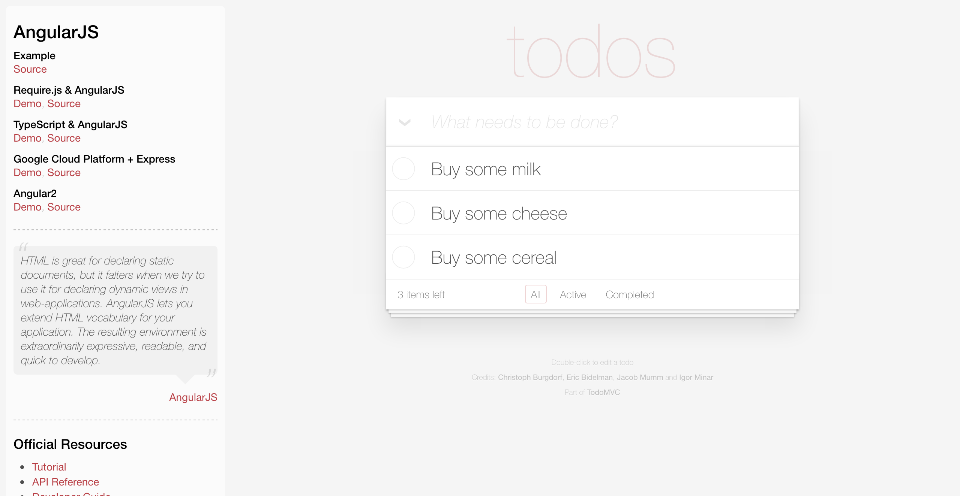 AngularJS
Example
Source
Require.js & AngularJS
Demo, Source
TypeScript & AngularJS
Demo, Source
Google Cloud Platform + Express
Demo, Source
Angular2
Demo, Source
“
HTML is great for declaring static
documents, but it falters when we try to
use it for declaring dynamic views in
web-applications. AngularJS lets you
extend HTML vocabulary for your
application. The resulting environment is
extraordinarily expressive, readable, and
quick to develop.
”
AngularJS
Official Resources
Tutorial
API Reference
Developer Guide
todos
What needs to be done?
Buy some milk
Buy some cheese
Buy some cereal
3 items left
All
Active
Completed
Double-click to edit a todo
Credits: Christoph Burgdorf, Eric Bidelman, Jacob Mumm and Igor Minar
Part of TodoMVC